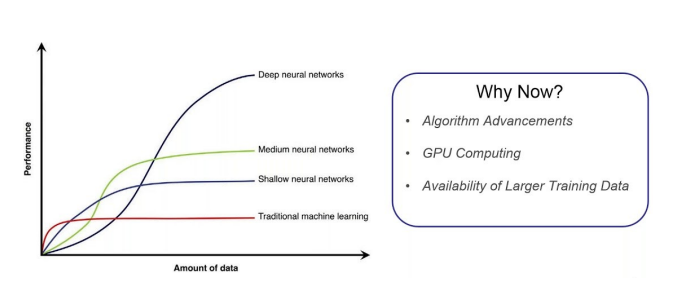 Performance
Deep neural networks
Medium neural networks
Shallow neural networks
Traditional machine learning
Amount of data
Why Now?
• Algorithm Advancements
• GPU Computing
• Availability of Larger Training Data